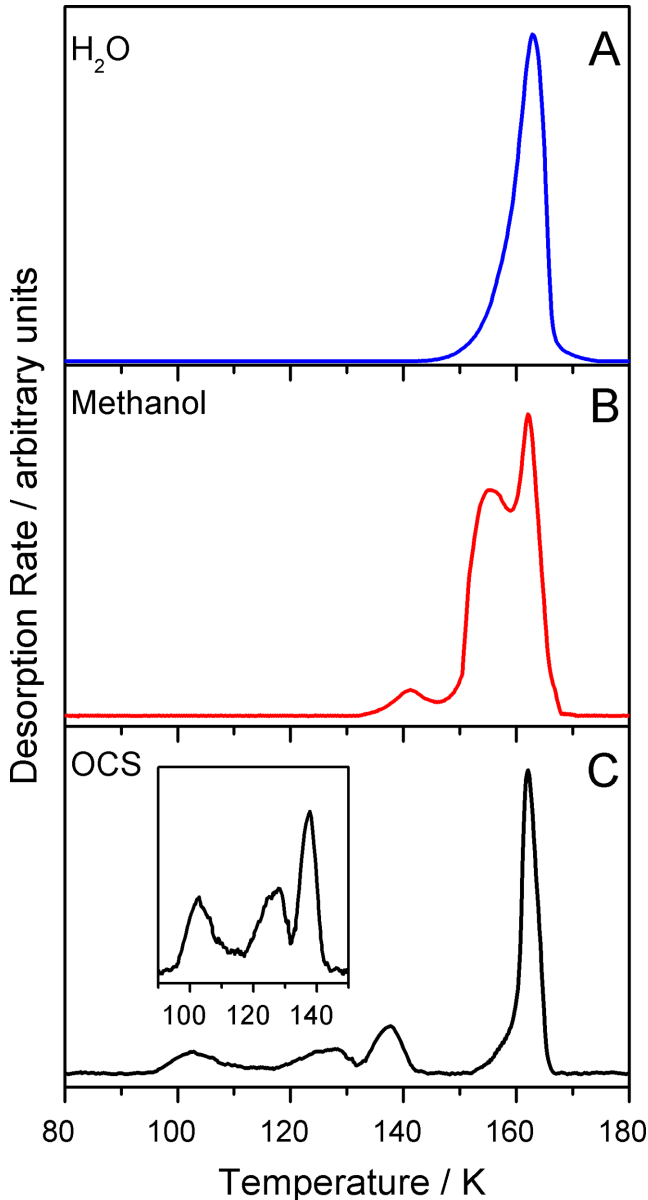 H₂O
A
Methanol
B
OCS
C
100 120 140
80 100 120 140 160 180
Temperature / K
Desorption Rate / arbitrary units